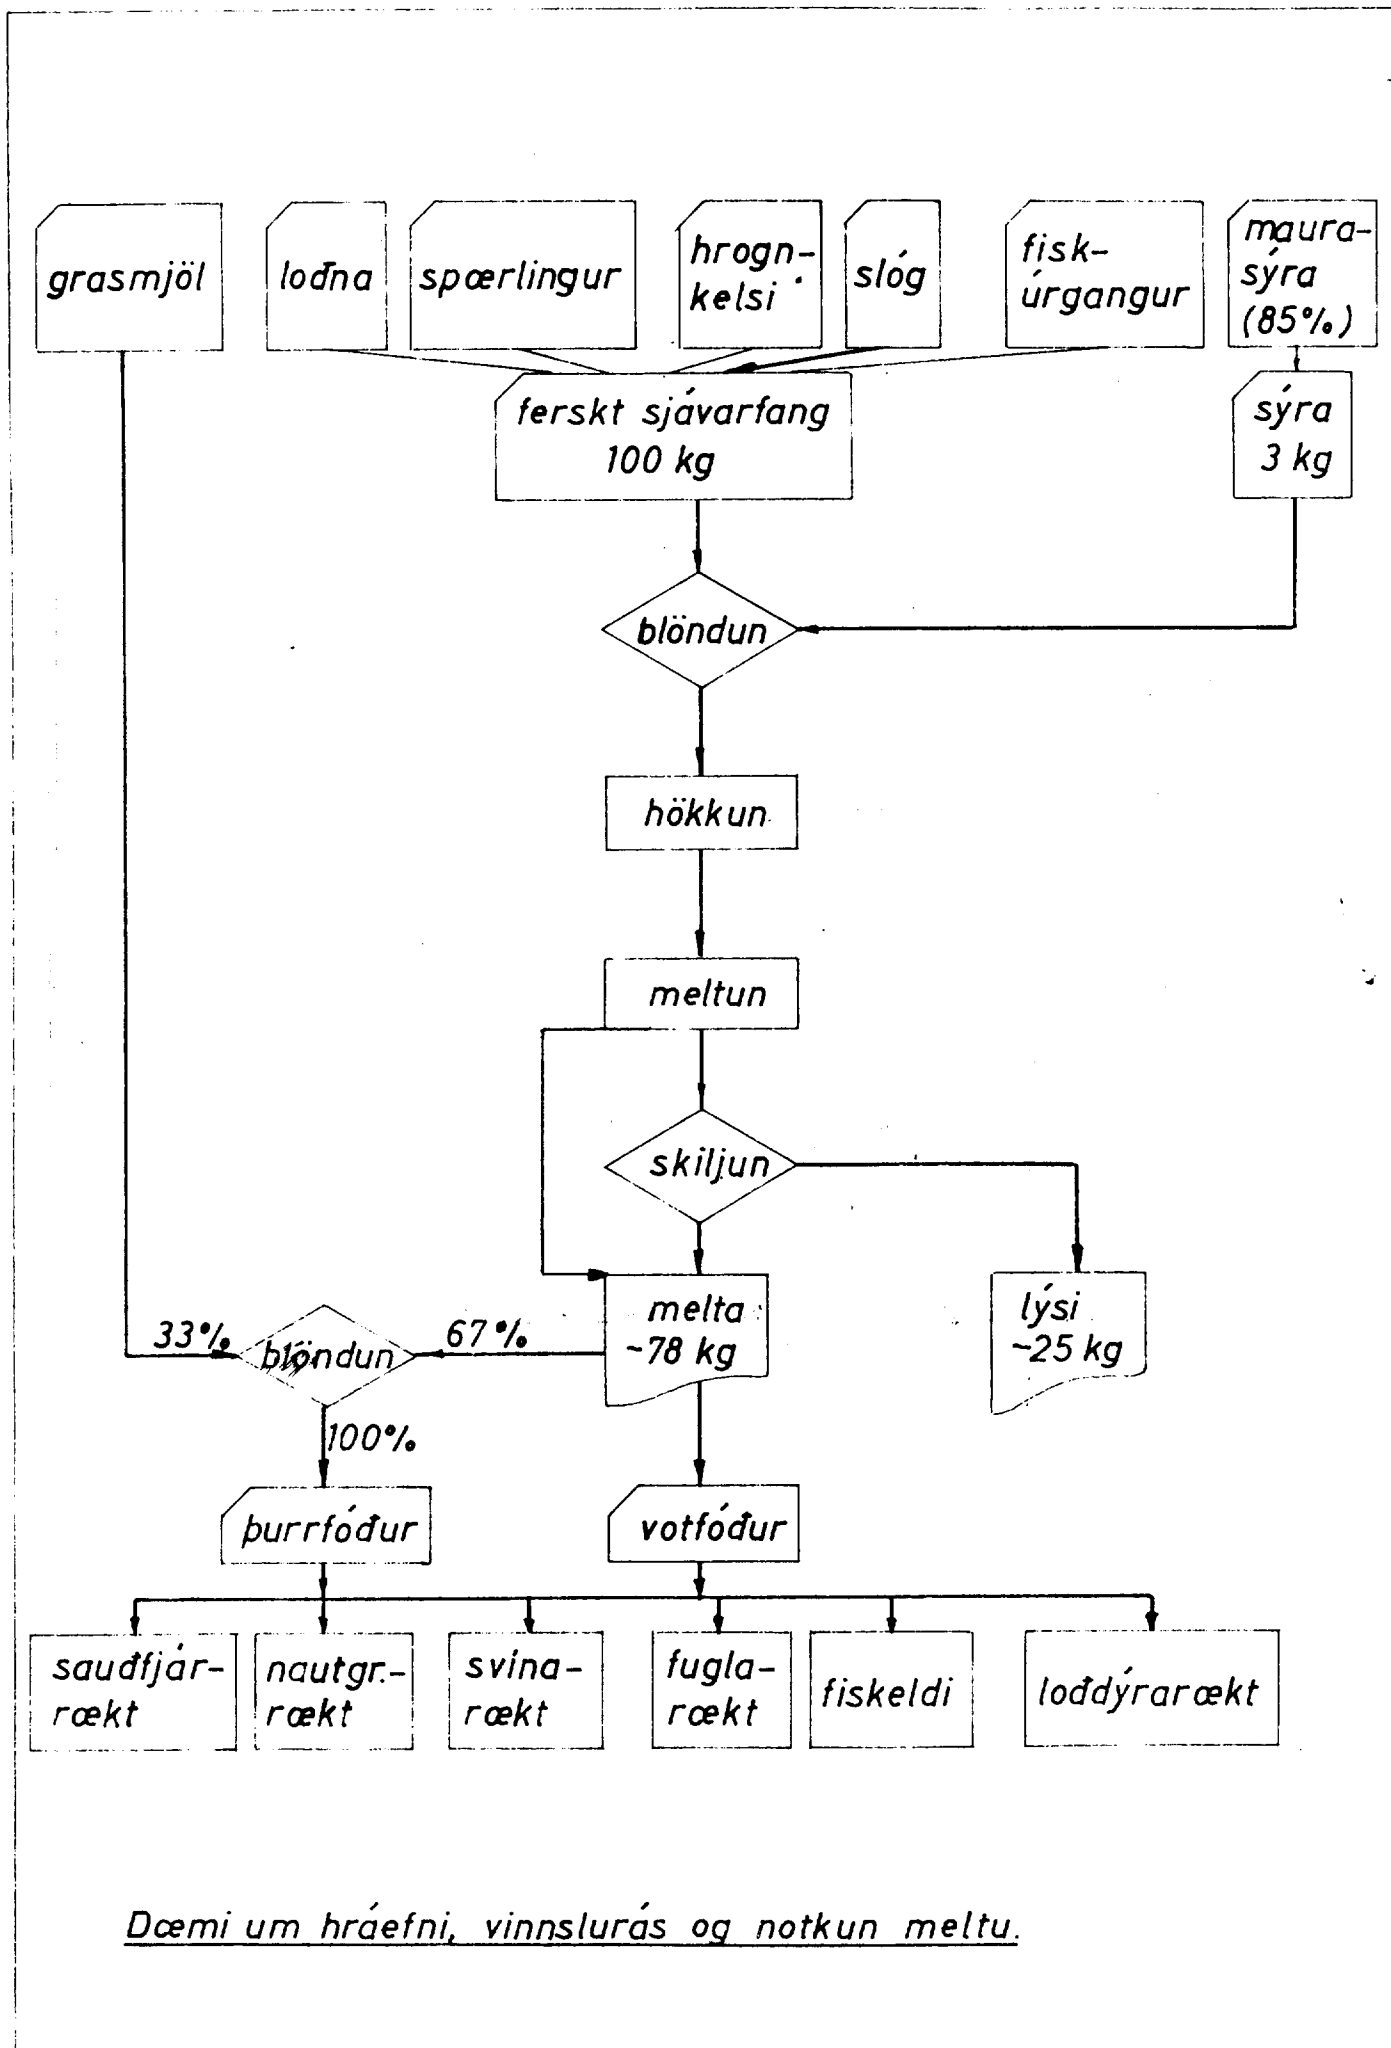 grasmjöl
loðna
spærlingur
hrogn-
kelsi
slóg
fisk-
úrgangur
maura-
sýra
(85%)
ferskt sjávarfang
100 kg
sýra
3 kg
blöndun
hökkun
meltun
skiljun
melta
~78 kg
lýsi
~25 kg
33%
blöndun
67%
100%
þurrfóður
votfóður
sauðfjár-
rækt
nautgr.-
rækt
svína-
rækt
fugla-
rækt
fiskeldi
loðdýrarækt
Dæmi um hráefni, vinnslurás og notkun meltu.